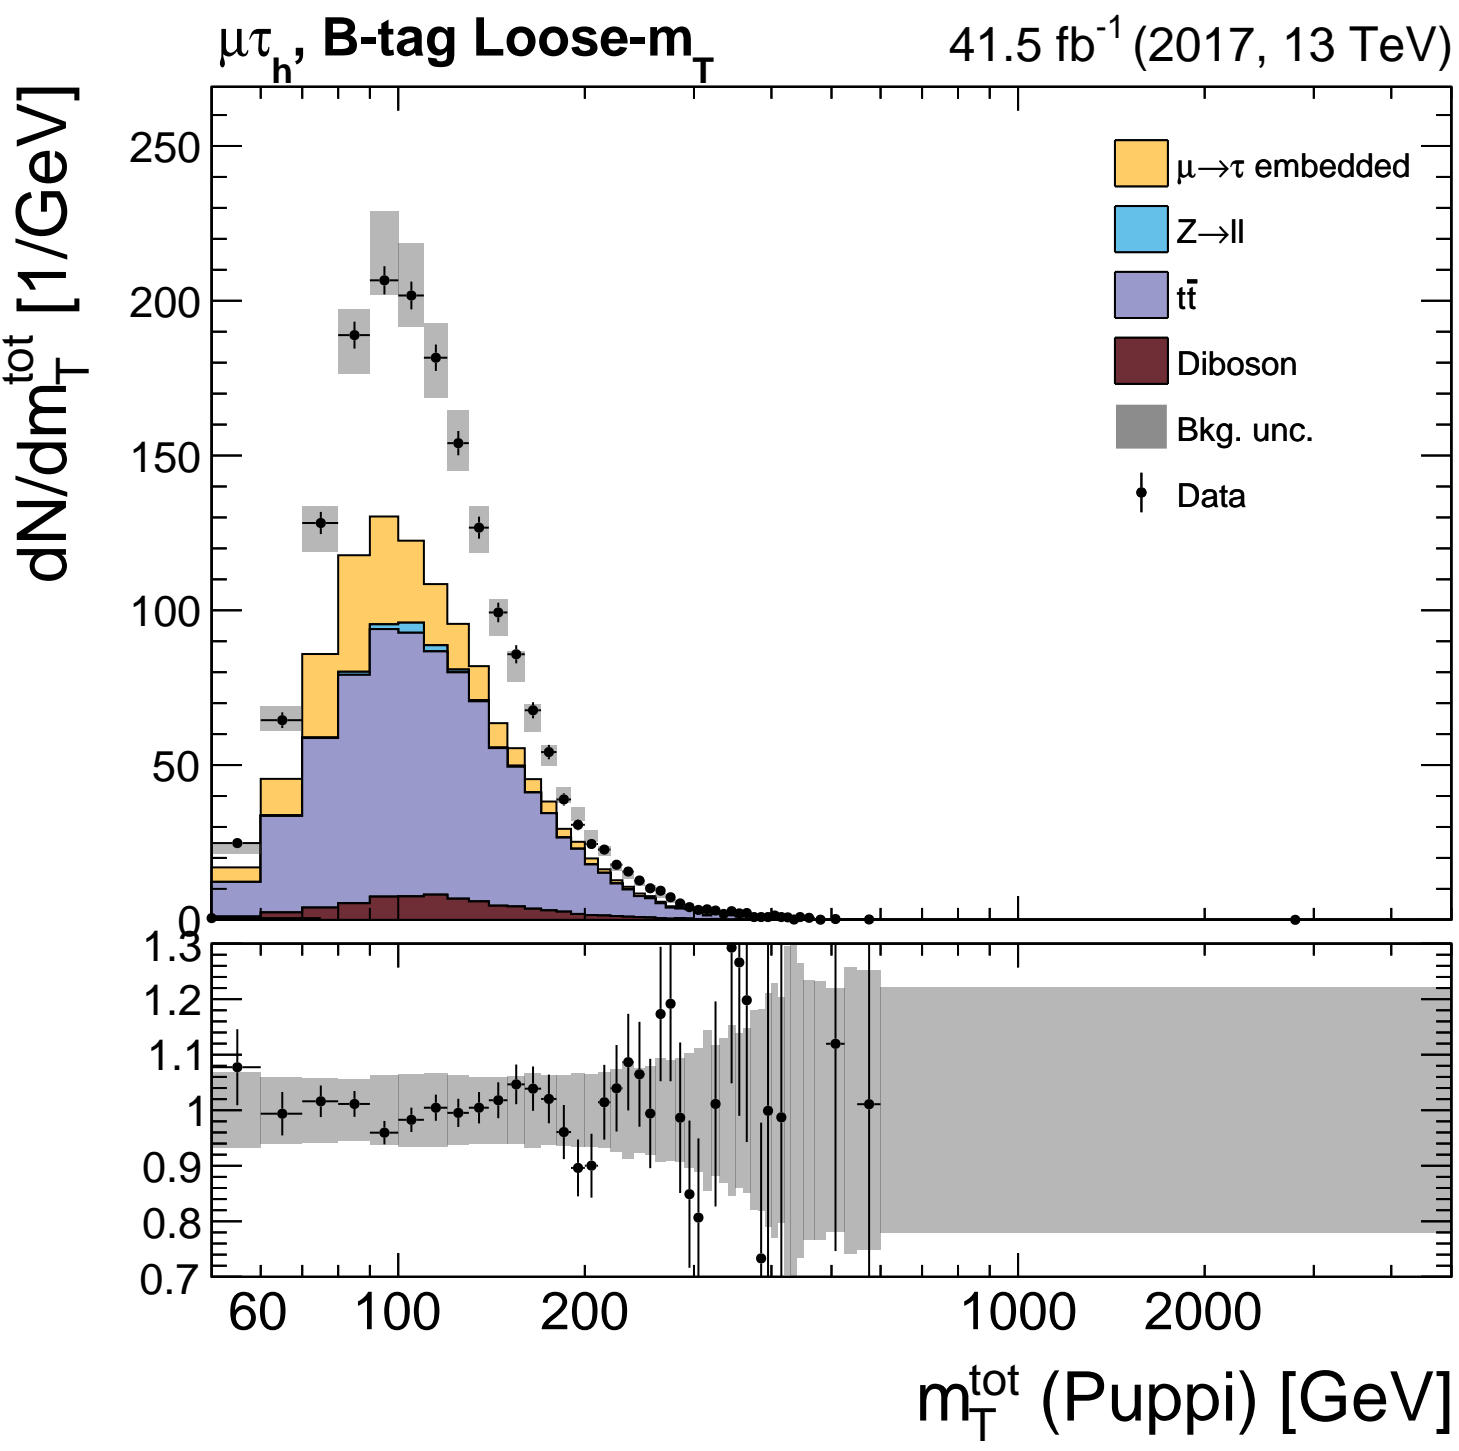 μτh, B-tag Loose-mT
41.5 fb-1 (2017, 13 TeV)
dN/dmTtot [1/GeV]
250
200
150
100
50
0
μ→τ embedded
Z→ll
tt̄
Diboson
Bkg. unc.
Data
1.3
1.2
1.1
1
0.9
0.8
0.7
60 100 200 1000 2000
mTtot (Puppi) [GeV]